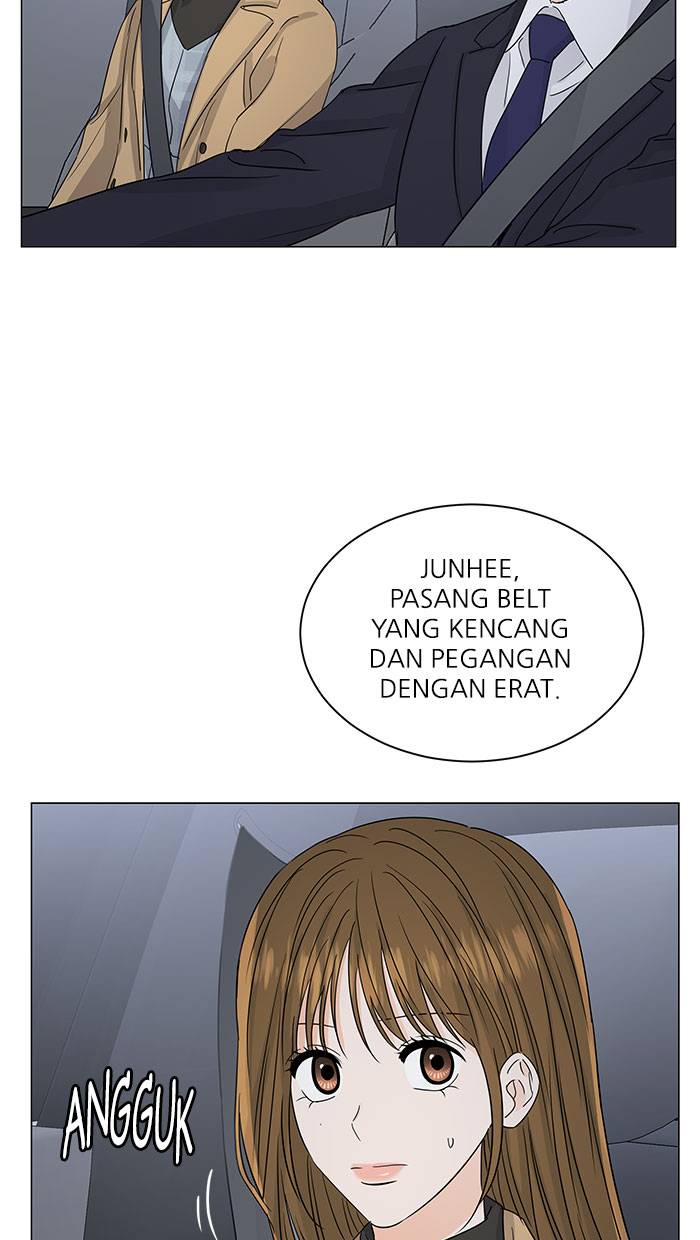 JUNHEE,
PASANG BELT
YANG KENCANG
DAN PEGANGAN
DENGAN ERAT.
ANGGUK